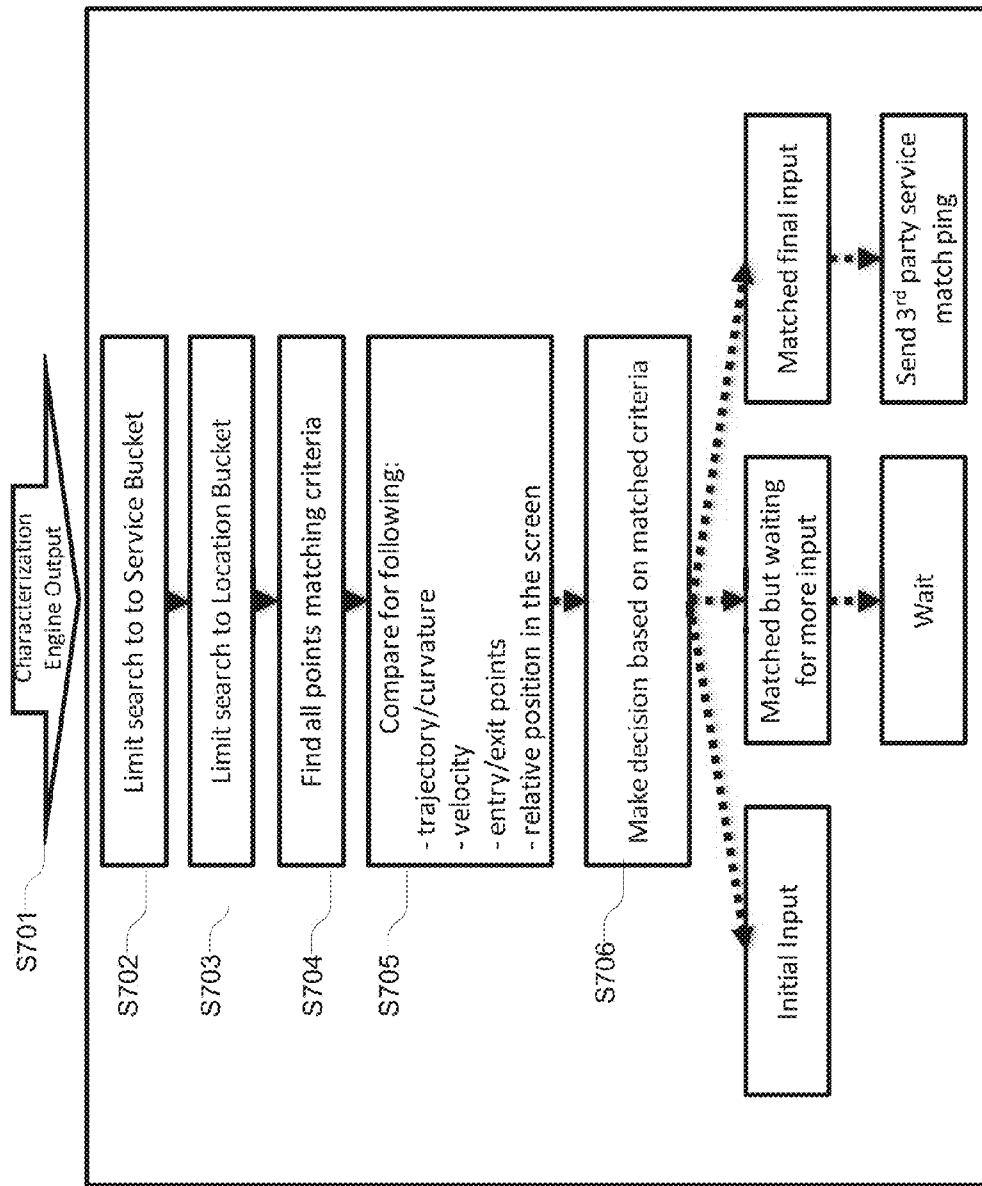 S701
Characterization
Engine Output
S702
Limit search to to Service Bucket
S703
Limit search to Location Bucket
S704
Find all points matching criteria
S705
Compare for following:
- trajectory/curvature
- velocity
- entry/exit points
- relative position in the screen
S706
Make decision based on matched criteria
Initial Input
Matched but waiting
for more input
Wait
Matched final input
Send 3rd party service
match ping